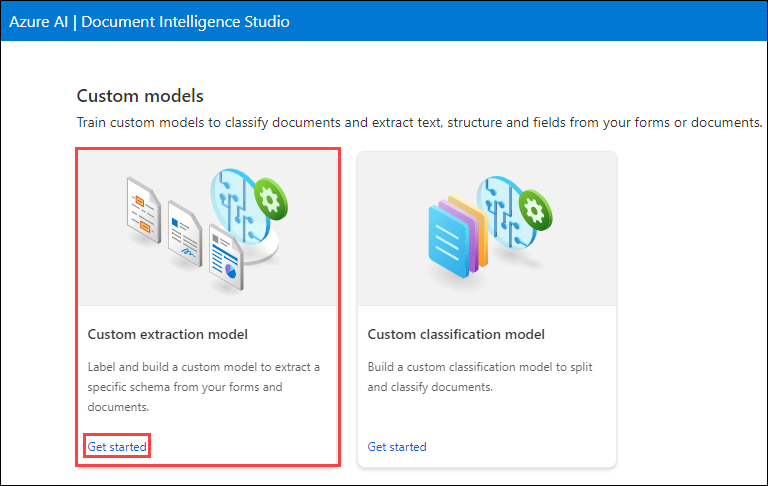 Azure AI | Document Intelligence Studio
Custom models
Train custom models to classify documents and extract text, structure and fields from your forms or documents.
Custom extraction model
Label and build a custom model to extract a
specific schema from your forms and
documents.
Get started
Custom classification model
Build a custom classification model to split
and classify documents.
Get started